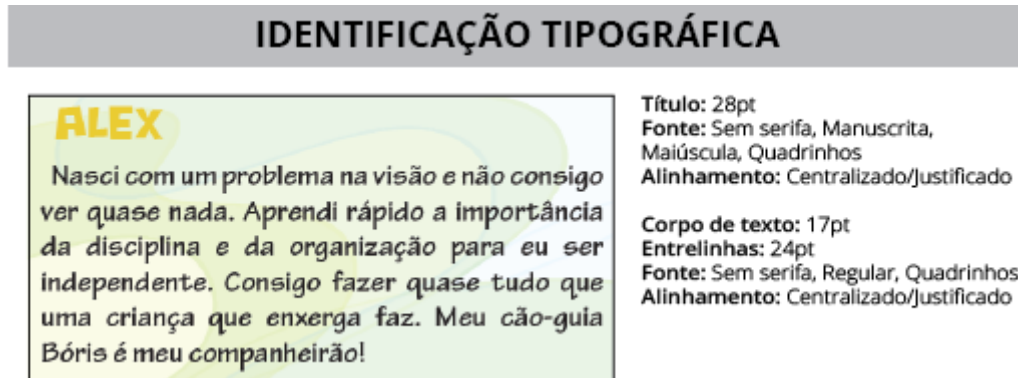 IDENTIFICAÇÃO TIPOGRÁFICA
ALEX
Nasci com um problema na visão e não consigo
ver quase nada. Aprendi rápido a importância
da disciplina e da organização para eu ser
independente. Consigo fazer quase tudo que
uma criança que enxerga faz. Meu cão-guia
Bóris é meu companheirão!
Título: 28pt
Fonte: Sem serifa, Manuscrita,
Maiúscula, Quadrinhos
Alinhamento: Centralizado/Justificado
Corpo de texto: 17pt
Entrelinhas: 24pt
Fonte: Sem serifa, Regular, Quadrinhos
Alinhamento: Centralizado/Justificado